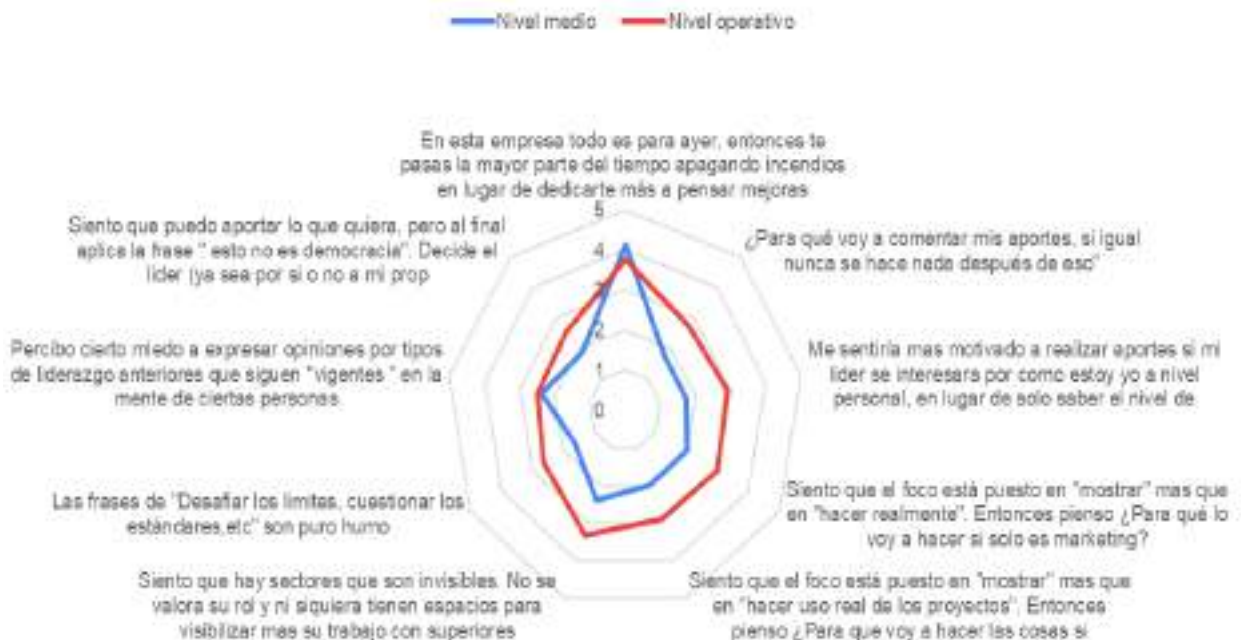 Nivel medio
Nivel operativo
En esta empresa todo es para ayer, entonces te
pasas la mayor parte del tiempo apagando incendios
en lugar de dedicarte más a pensar mejoras
¿Para qué voy a comentar mis aportes, si igual
nunca se hace nada después de eso"
Me sentiría mas motivado a realizar aportes si mi
lider se interesara por como estoy yo a nivel
personal, en lugar de solo saber el nivel de
Siento que el foco está puesto en "mostrar" mas que
en "hacer realmente". Entonces pienso ¿Para qué lo
voy a hacer si solo es marketing?
Siento que el foco está puesto en "mostrar" mas que
en "hacer uso real de los proyectos". Entonces
pienso ¿Para que voy a hacer las cosas si
Siento que hay sectores que son invisibles. No se
valora su rol y ni siquiera tienen espacios para
visibilizar mas su trabajo con superiores
Las frases de "Desafiar los limites, cuestionar los
estándares,etc" son puro humo
Percibo cierto miedo a expresar opiniones por tipos
de liderazgo anteriores que siguen "vigentes " en la
mente de ciertas personas
Siento que puedo aportar lo que quiera, pero al final
aplica la frase " esto no es democracia". Decide el
lider (ya sea por si o no a mi prop
5
4
3
2
1
0